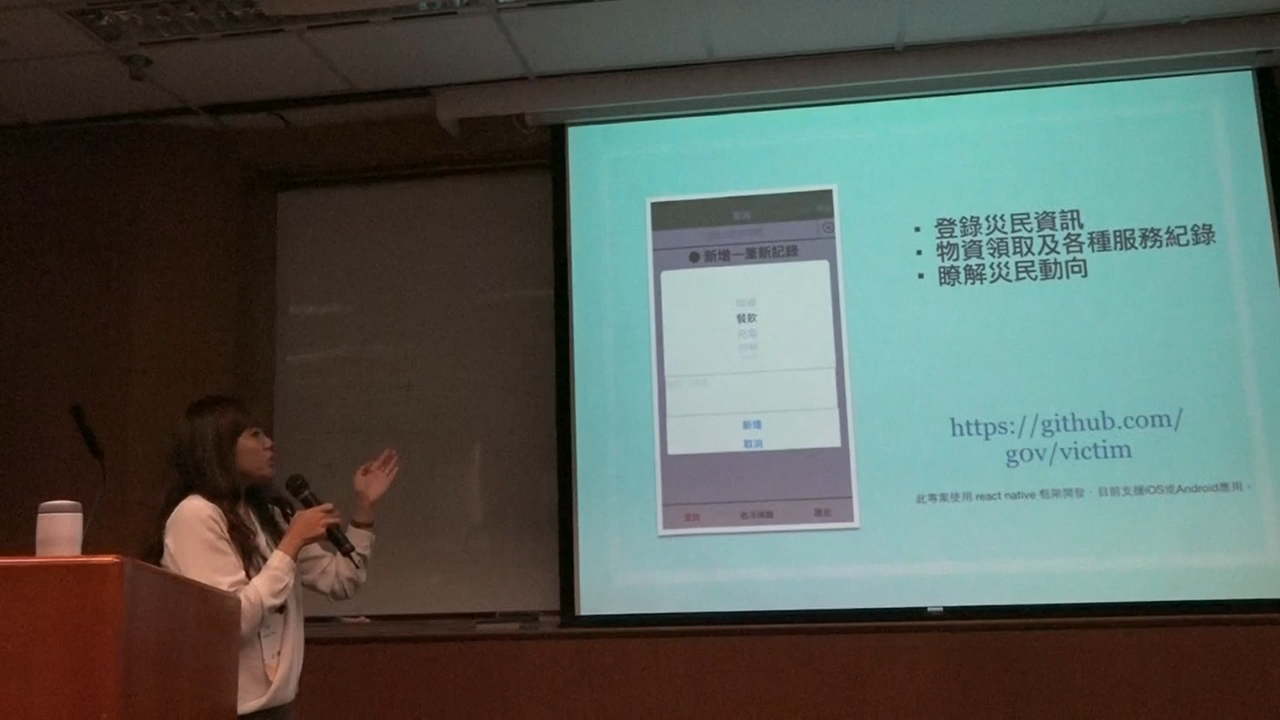 ● 新增一筆新記錄
餐飲
充電
新增
取消
▪ 登錄災民資訊
▪ 物資領取及各種服務紀錄
▪ 瞭解災民動向
https://github.com/
gov/victim
此專案使用 react native 框架開發，目前支援iOS或Android應用。